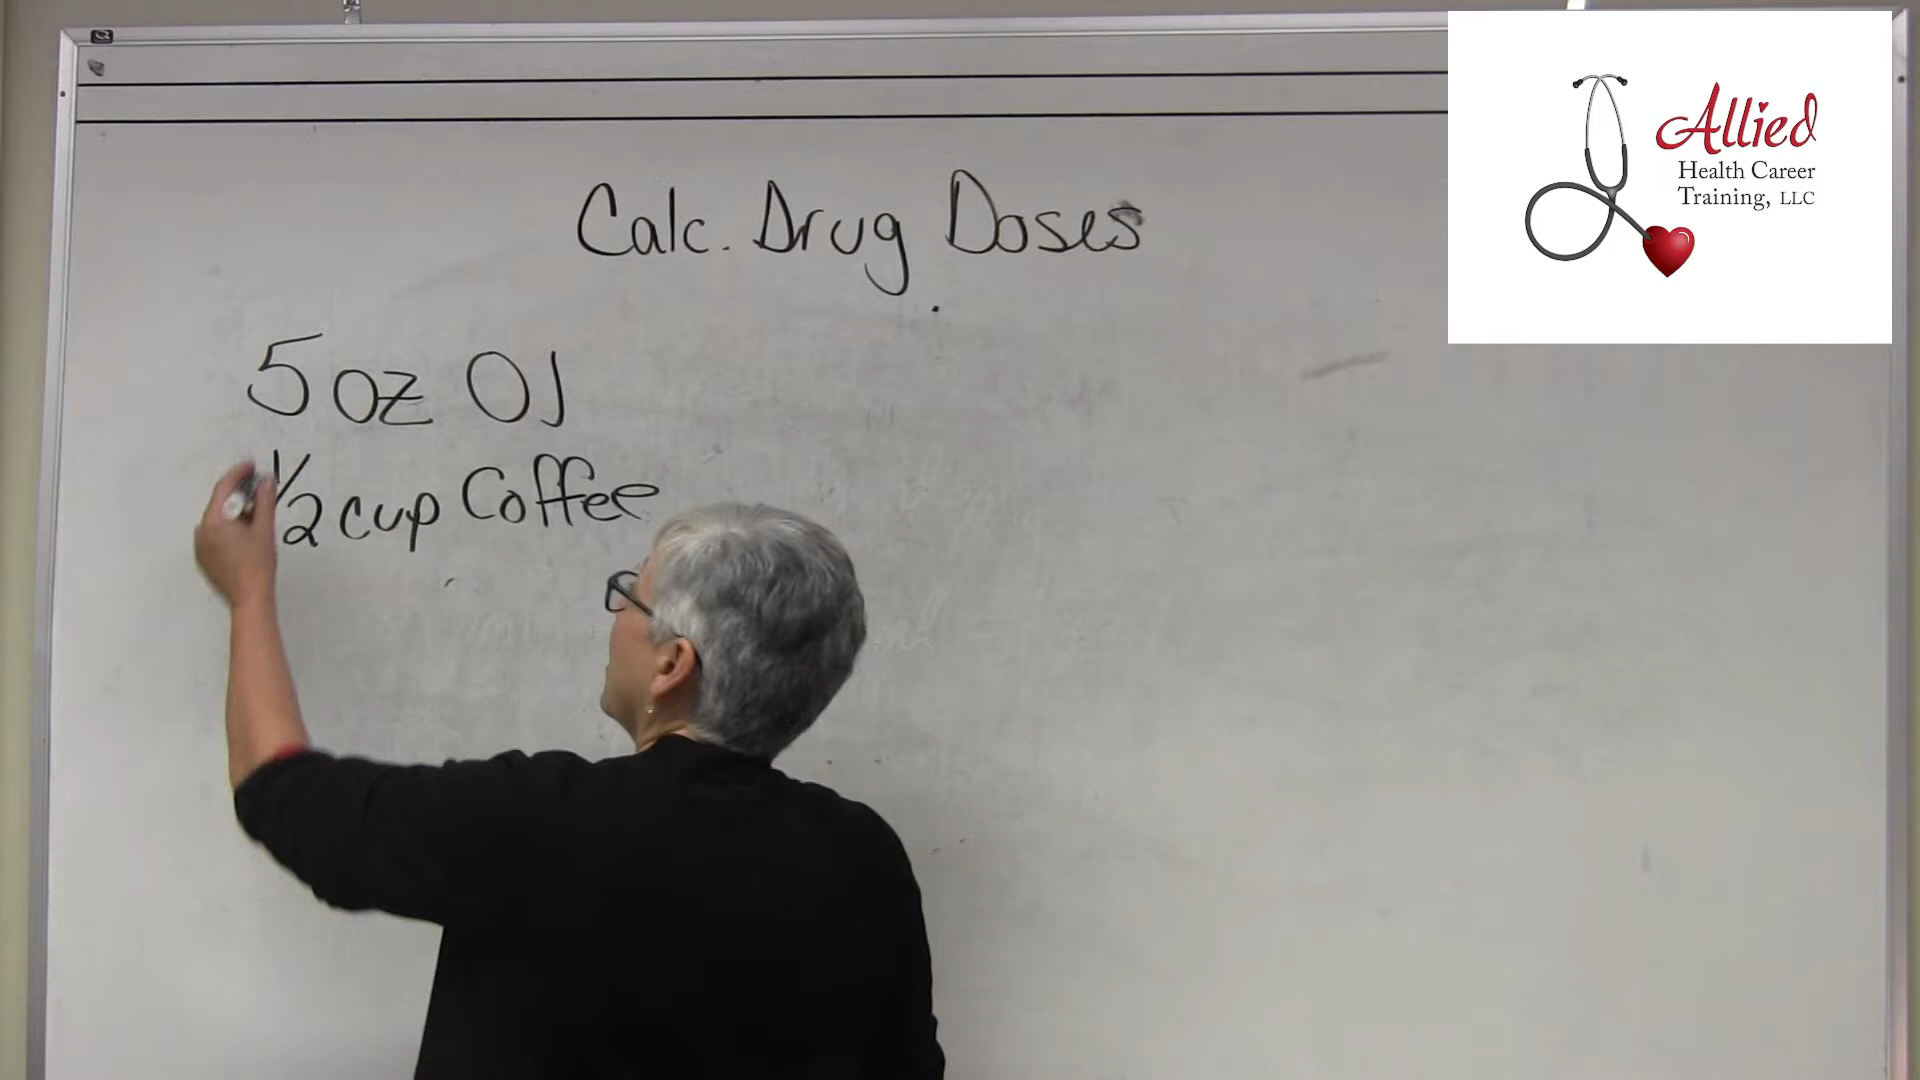 Calc. Drug Doses
5 oz OJ
1/2 cup Coffee
Allied
Health Career
Training, LLC